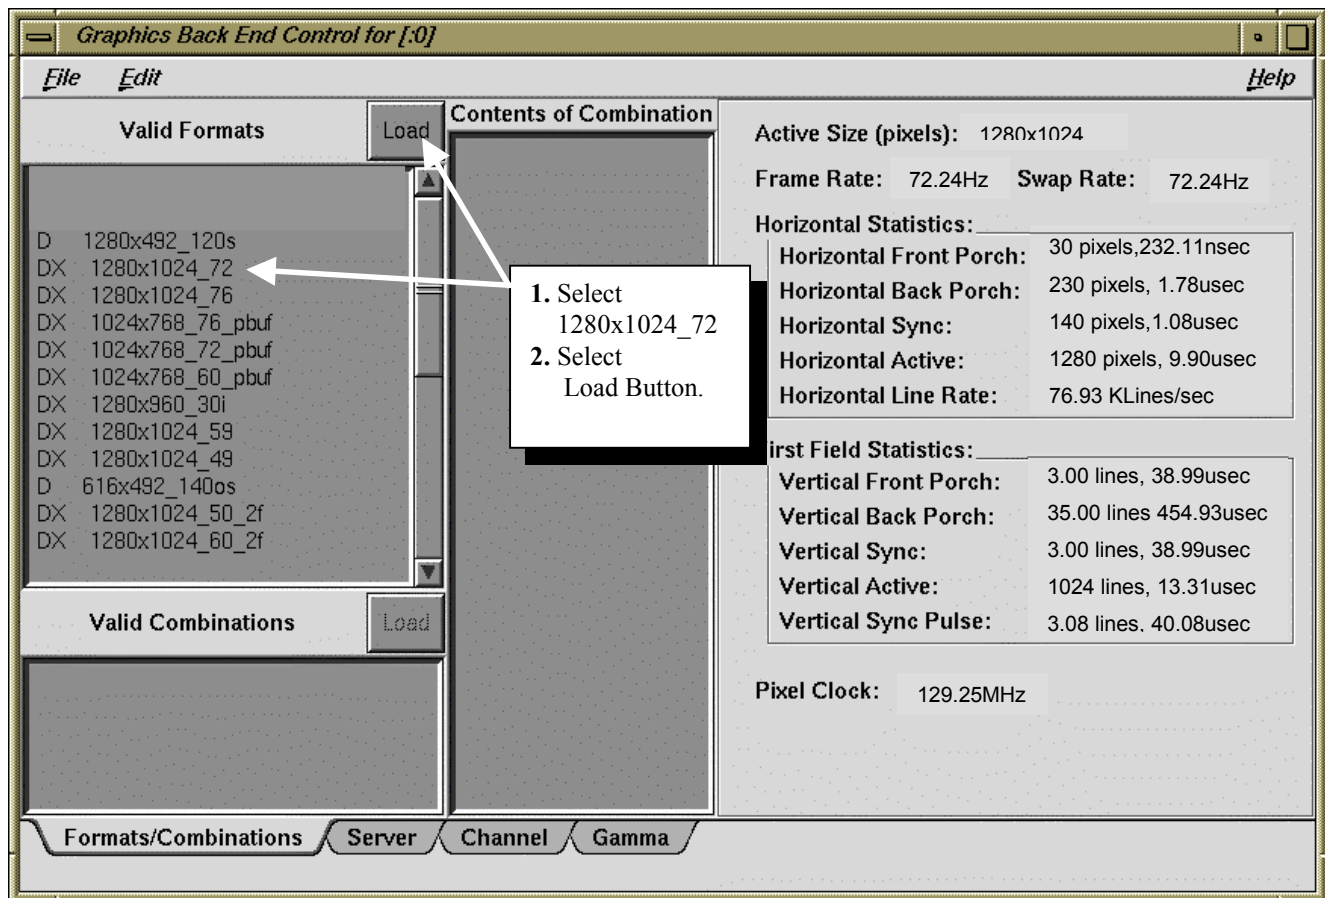 Graphics Back End Control for [:0]
File Edit Help
Valid Formats
Load
D 1280x492_120s
DX 1280x1024_72
DX 1280x1024_76
DX 1024x768_76_pbuf
DX 1024x768_72_pbuf
DX 1024x768_60_pbuf
DX 1280x960_30i
DX 1280x1024_59
DX 1280x1024_49
D 616x492_140os
DX 1280x1024_50_2f
DX 1280x1024_60_2f
Valid Combinations
Load
Contents of Combination
1. Select
1280x1024_72
2. Select
Load Button.
Active Size (pixels): 1280x1024
Frame Rate: 72.24Hz Swap Rate: 72.24Hz
Horizontal Statistics:
Horizontal Front Porch: 30 pixels,232.11nsec
Horizontal Back Porch: 230 pixels, 1.78usec
Horizontal Sync: 140 pixels,1.08usec
Horizontal Active: 1280 pixels, 9.90usec
Horizontal Line Rate: 76.93 KLines/sec
irst Field Statistics:
Vertical Front Porch: 3.00 lines, 38.99usec
Vertical Back Porch: 35.00 lines 454.93usec
Vertical Sync: 3.00 lines, 38.99usec
Vertical Active: 1024 lines, 13.31usec
Vertical Sync Pulse: 3.08 lines, 40.08usec
Pixel Clock: 129.25MHz
Formats/Combinations Server Channel Gamma